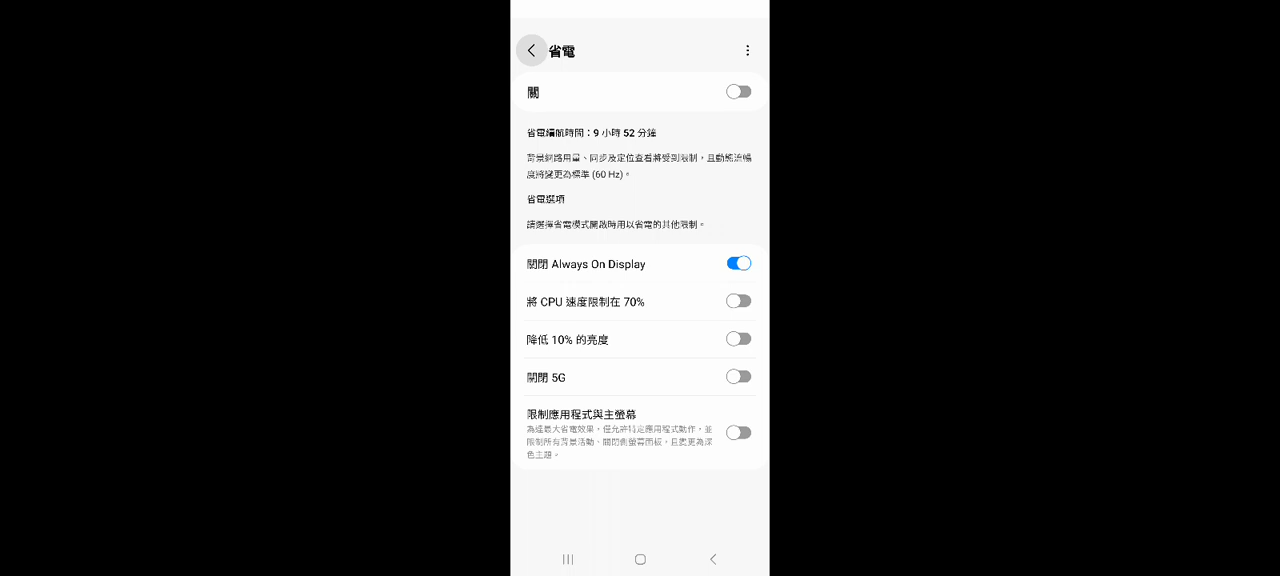 省電
關
省電續航時間：9 小時 52 分鐘
背景網路用量、同步及定位查看將受到限制，且動態流暢
度將變更為標準 (60 Hz)。
省電選項
請選擇省電模式開啟時用以省電的其他限制。
關閉 Always On Display
將 CPU 速度限制在 70%
降低 10% 的亮度
關閉 5G
限制應用程式與主螢幕
為達最大省電效果，僅允許特定應用程式動作，並
限制所有背景活動、關閉側螢幕面板，且變更為深
色主題。